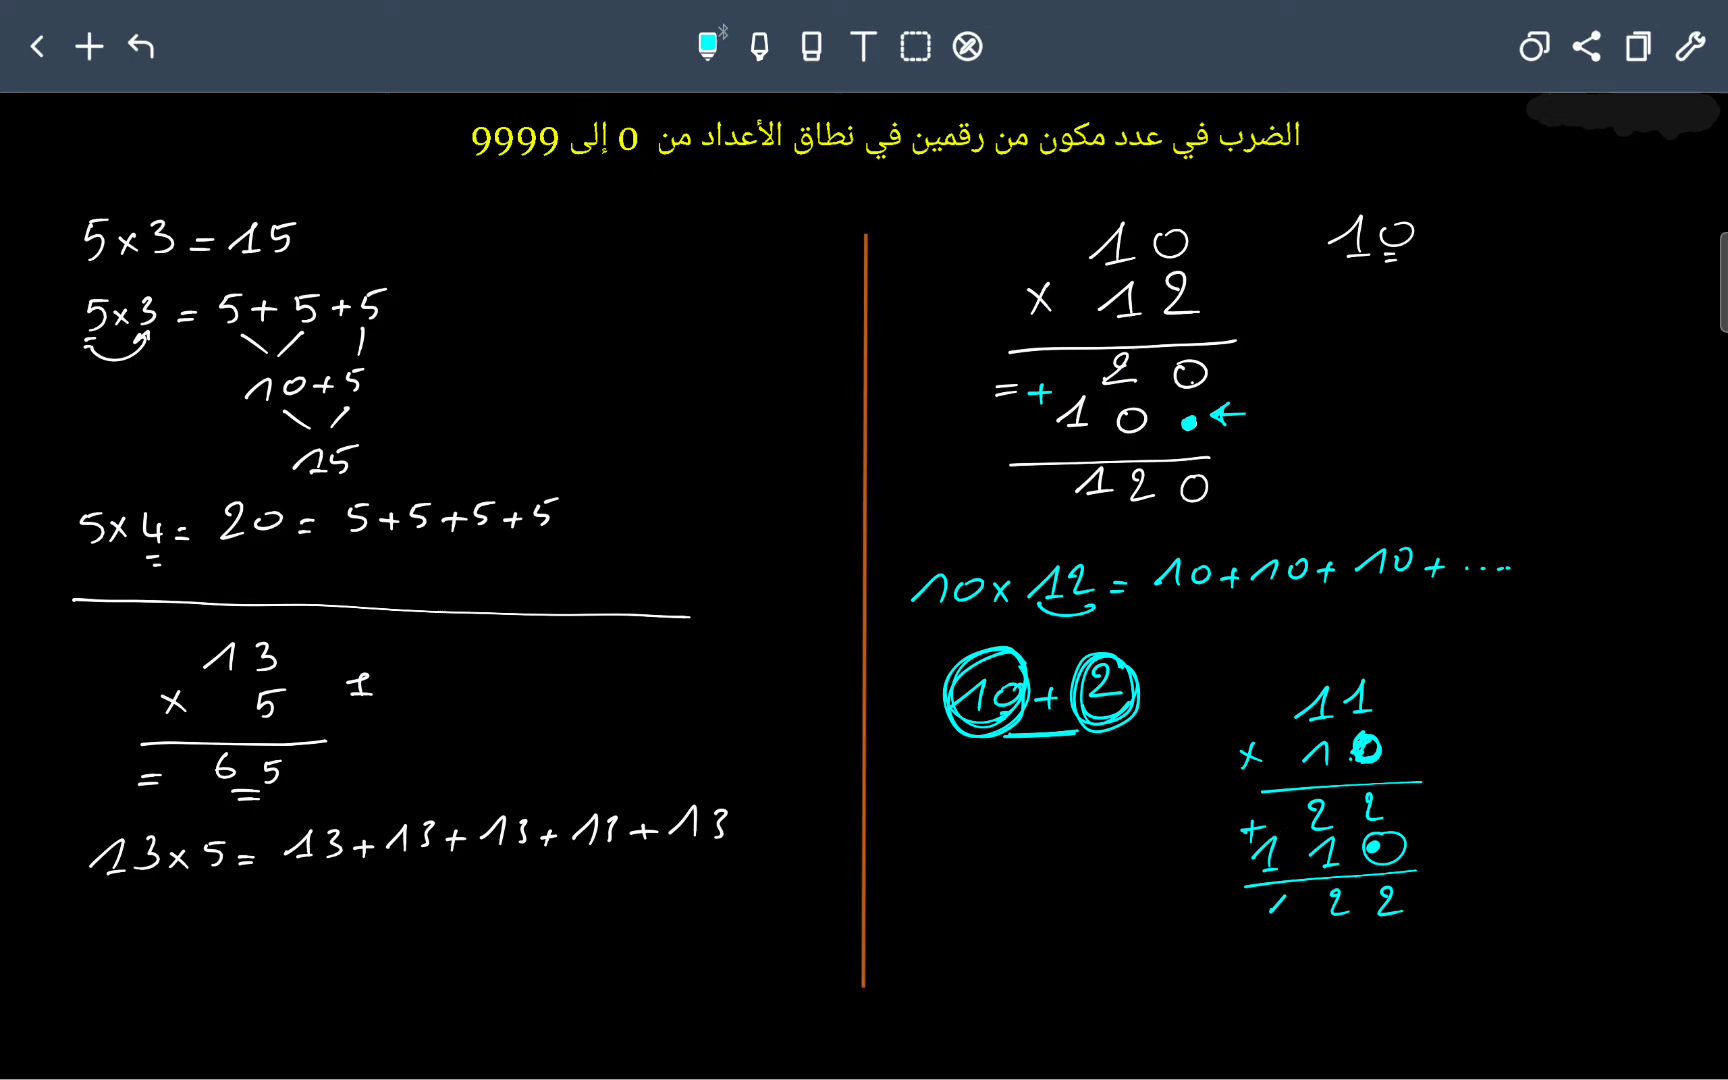 الضرب في عدد مكون من رقمين في نطاق الأعداد من 0 إلى 9999
5 × 3 = 15
5 × 3 = 5 + 5 + 5
10 + 5
15
5 × 4 = 20 = 5 + 5 + 5 + 5
13
× 5 1
= 65
13 × 5 = 13 + 13 + 13 + 13 + 13
10 10
× 12
= 20
+ 10 •←
120
10 × 12 = 10 + 10 + 10 + ....
10 + 2
11
× 10
22
+ 110
122